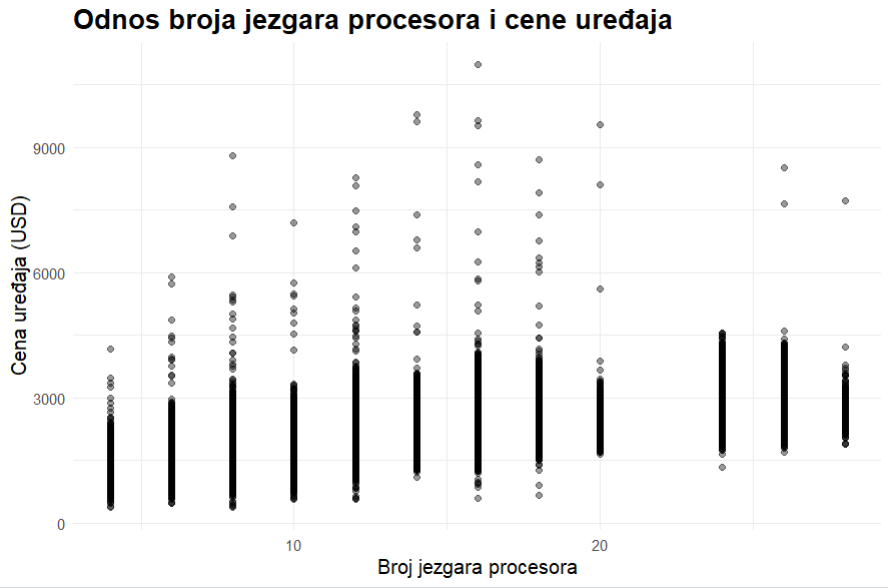 Odnos broja jezgara procesora i cene uređaja
Cena uređaja (USD)
9000
6000
3000
0
10
20
Broj jezgara procesora